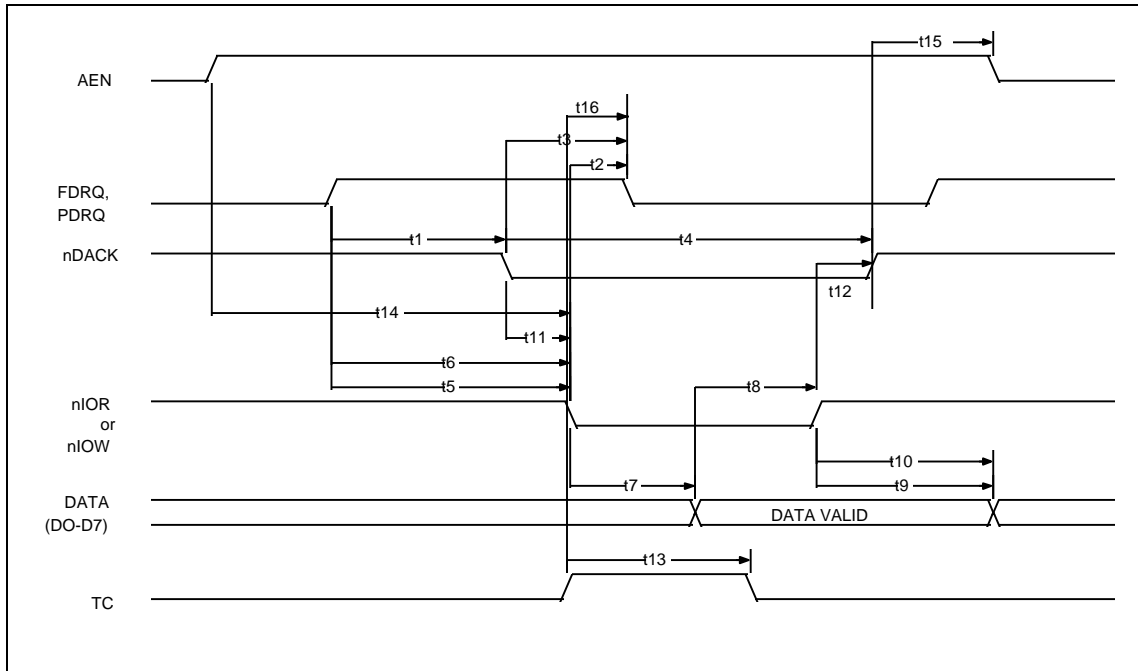 t15
AEN
t16
t3
t2
FDRQ,
PDRQ
t1
t4
nDACK
t12
t14
t11
t6
t5
t8
nIOR
or
nIOW
t10
t7
t9
DATA
(DO-D7)
DATA VALID
t13
TC